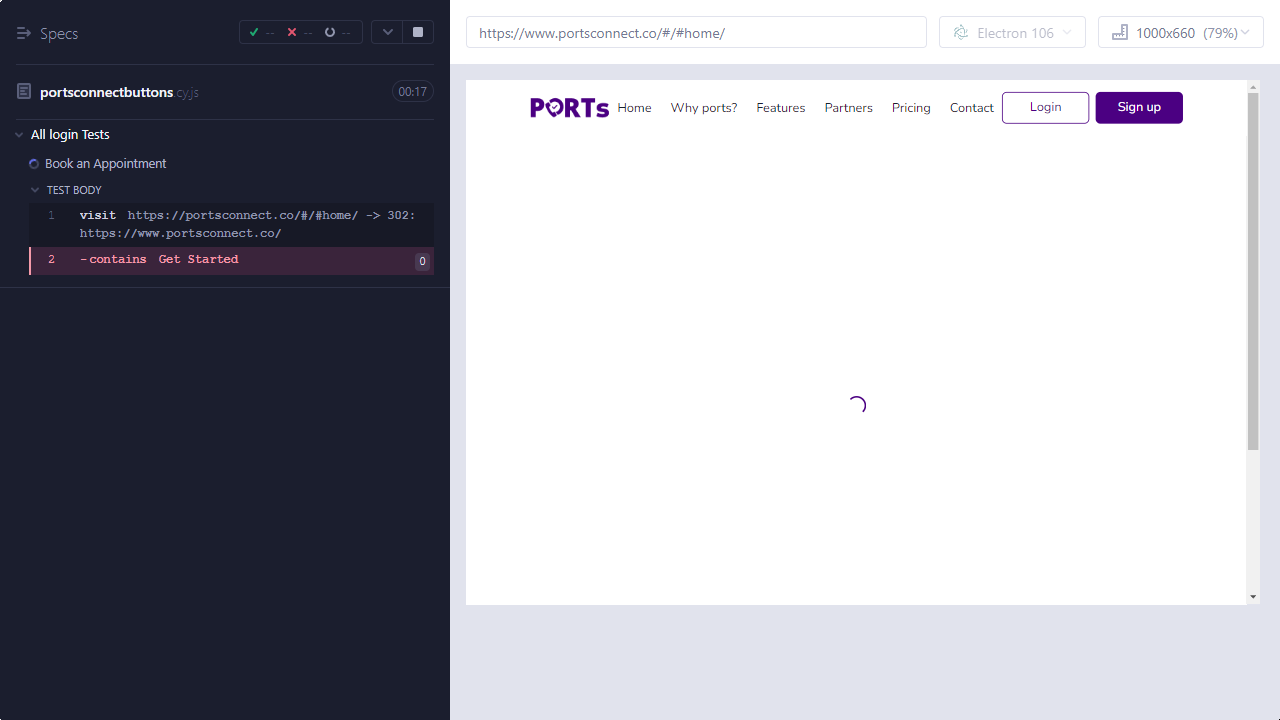 Specs
--
--
--
portsconnectbuttons.cy.js
00:17
All login Tests
Book an Appointment
TEST BODY
1 visit https://portsconnect.co/#/#home/ -> 302:
https://www.portsconnect.co/
2 -contains Get Started 0
https://www.portsconnect.co/#/#home/
Electron 106
1000x660 (79%)
PORTs Home Why ports? Features Partners Pricing Contact Login Sign up